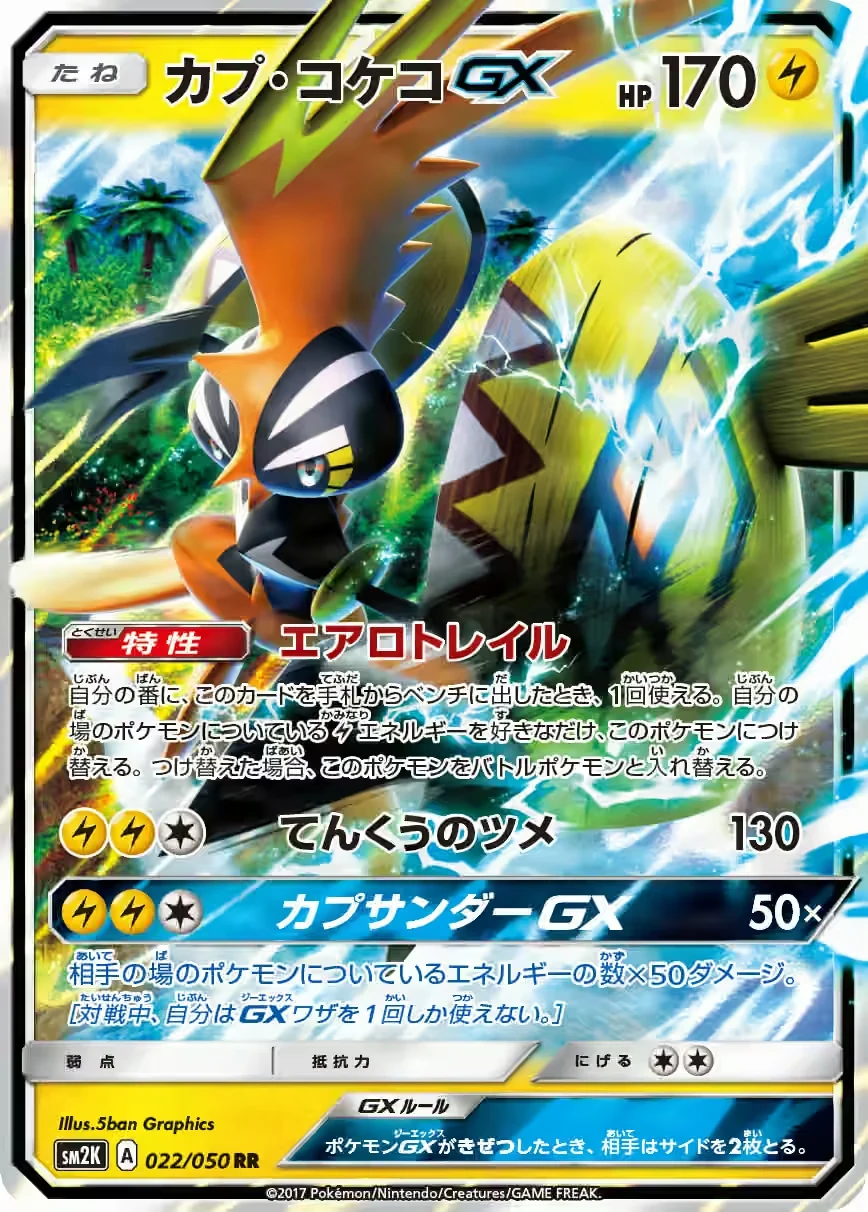 たね カプ・コケコGX HP 170
とくせい 特性 エアロトレイル
自分の番に、このカードを手札からベンチに出したとき、1回使える。自分の
場のポケモンについているエネルギーを好きなだけ、このポケモンにつけ
替える。つけ替えた場合、このポケモンをバトルポケモンと入れ替える。
てんくうのツメ 130
カプサンダーGX 50×
相手の場のポケモンについているエネルギーの数×50ダメージ。
[対戦中、自分はGXワザを1回しか使えない。]
弱点 抵抗力 にげる
Illus.5ban Graphics
GXルール
ポケモンGXがきぜつしたとき、相手はサイドを2枚とる。
SM2K A 022/050 RR
©2017 Pokémon/Nintendo/Creatures/GAME FREAK.